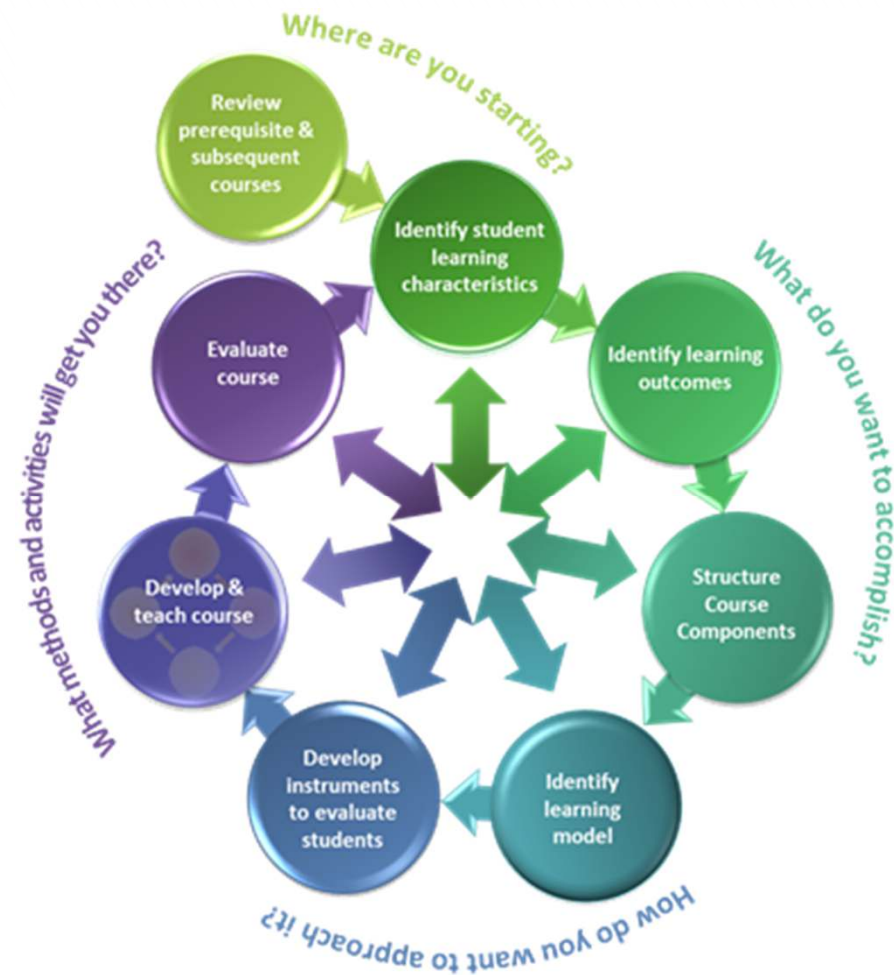 Where are you starting?
Review
prerequisite &
subsequent
courses
Identify student
learning
characteristics
What do you want to accomplish?
Identify learning
outcomes
Structure
Course
Components
How do you want to approach it?
Identify
learning
model
Develop
instruments
to evaluate
students
What methods and activities will get you there?
Develop &
teach course
Evaluate
course